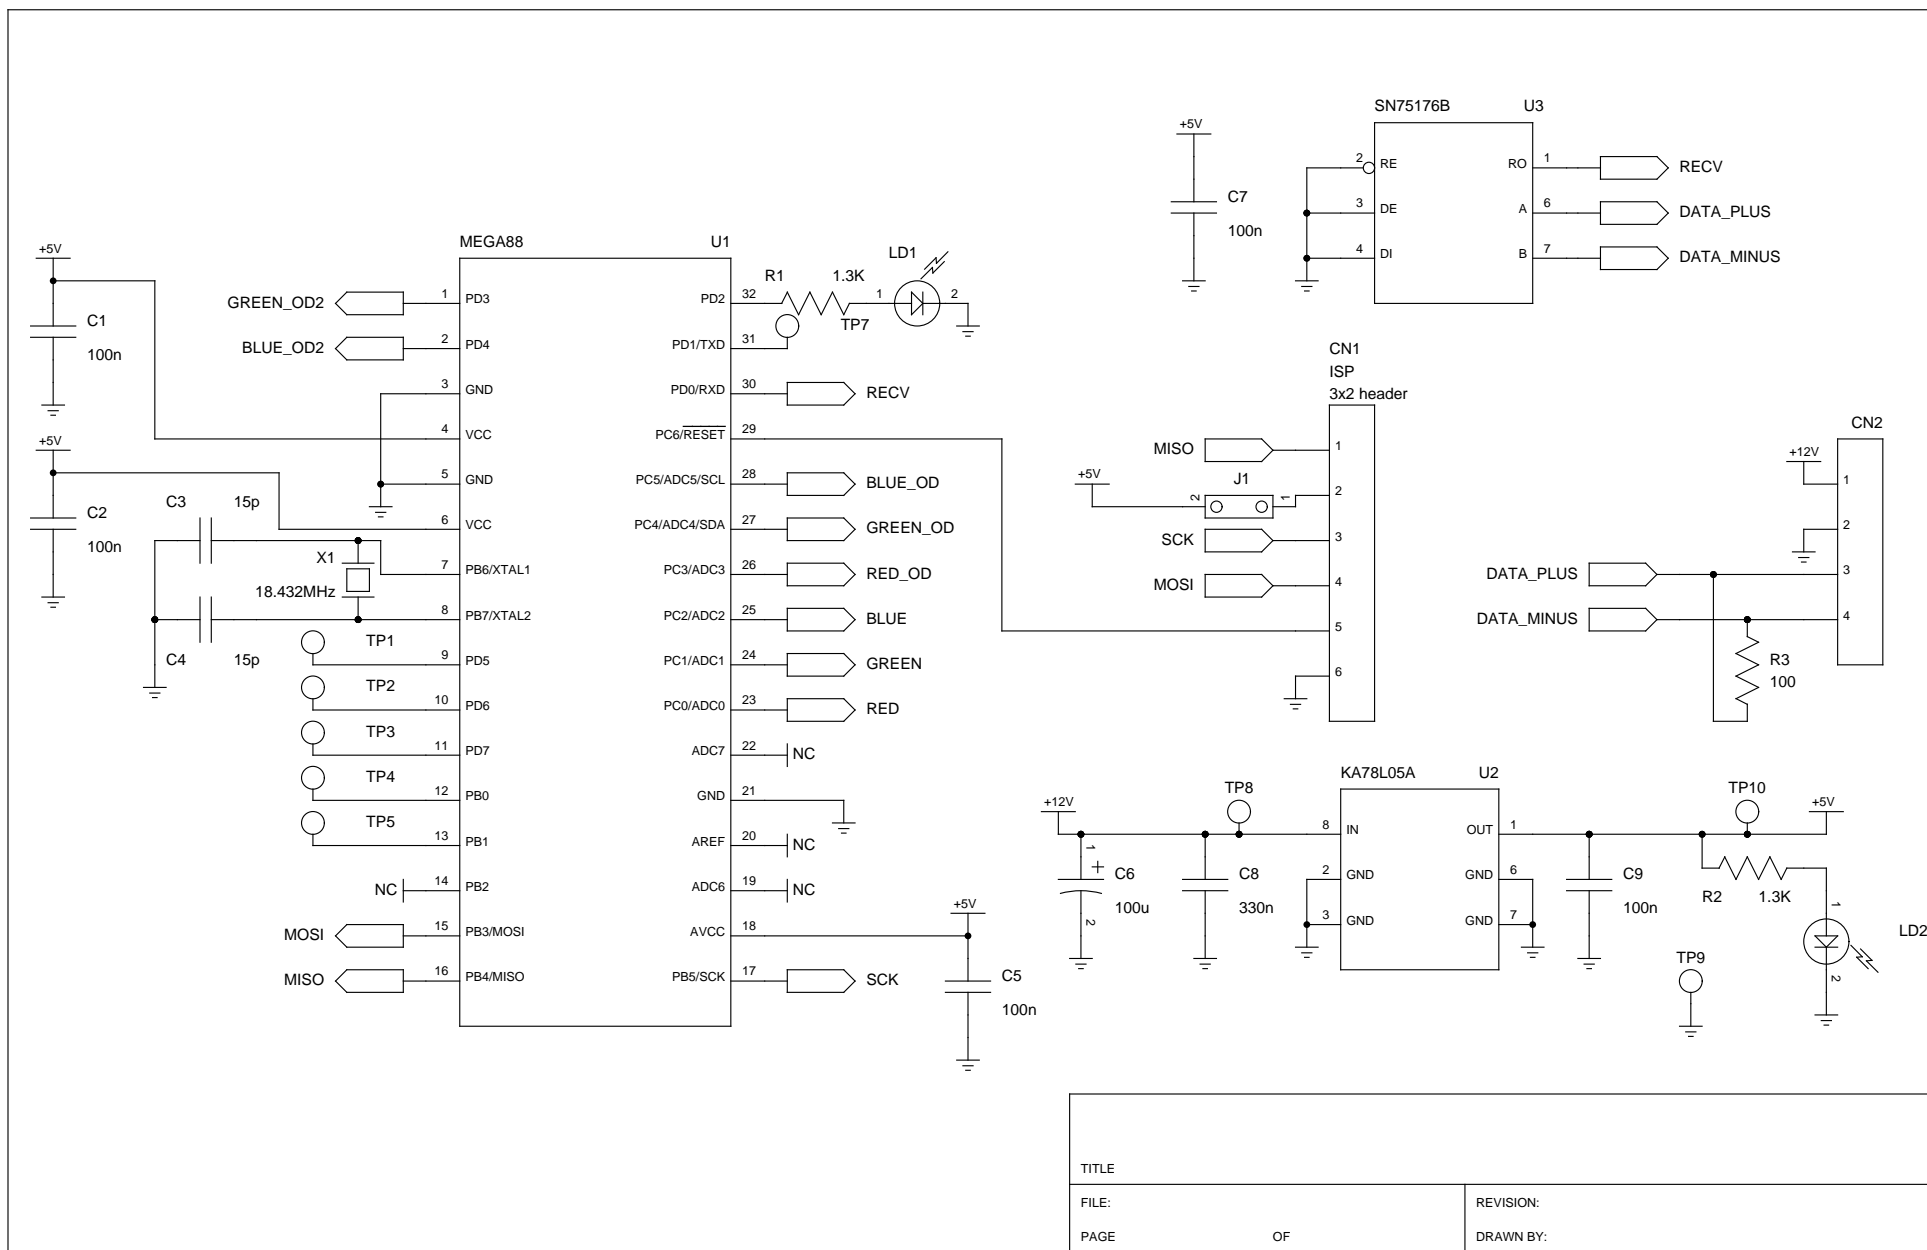 SN75176B U3
+5V
2 RE RO 1 RECV
C7
100n
3 DE A 6 DATA_PLUS
4 DI B 7 DATA_MINUS
+5V
MEGA88 U1
LD1
R1 1.3K
1 2
TP7
GREEN_OD2 1 PD3 PD2 32
C1
100n
BLUE_OD2 2 PD4 PD1/TXD 31
3 GND PD0/RXD 30 RECV
4 VCC PC6/RESET 29
+5V
5 GND PC5/ADC5/SCL 28 BLUE_OD
C3 15p
C2
100n
6 VCC PC4/ADC4/SDA 27 GREEN_OD
X1
18.432MHz
7 PB6/XTAL1 PC3/ADC3 26 RED_OD
8 PB7/XTAL2 PC2/ADC2 25 BLUE
C4 15p
TP1
9 PD5 PC1/ADC1 24 GREEN
TP2
10 PD6 PC0/ADC0 23 RED
TP3
11 PD7 ADC7 22 NC
TP4
12 PB0 GND 21
TP5
13 PB1 AREF 20 NC
NC 14 PB2 ADC6 19 NC
MOSI 15 PB3/MOSI AVCC 18
MISO 16 PB4/MISO PB5/SCK 17 SCK
+5V
C5
100n
CN1
ISP
3x2 header
MISO 1
+5V
J1
2 1
2
SCK 3
MOSI 4
5
6
CN2
+12V
1
2
DATA_PLUS 3
DATA_MINUS 4
R3
100
KA78L05A U2
+12V
TP8
TP10
+5V
8 IN OUT 1
2 GND GND 6
3 GND GND 7
1
+
C6
100u
2
C8
330n
C9
100n
R2 1.3K
1
LD2
2
TP9
TITLE
FILE: REVISION:
PAGE OF DRAWN BY: